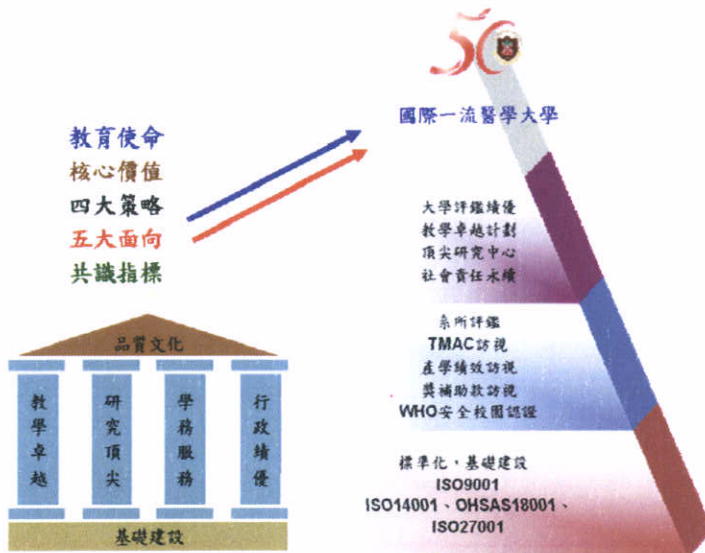 50
國際一流醫學大學
教育使命
核心價值
四大策略
五大面向
共識指標
品質文化
教學卓越
研究頂尖
學務服務
行政績優
基礎建設
大學評鑑績優
教學卓越計劃
頂尖研究中心
社會責任永續
系所評鑑
TMAC訪視
產學績效訪視
獎補助款訪視
WHO安全校園認證
標準化,基礎建設
ISO9001
ISO14001、OHSAS18001、
ISO27001